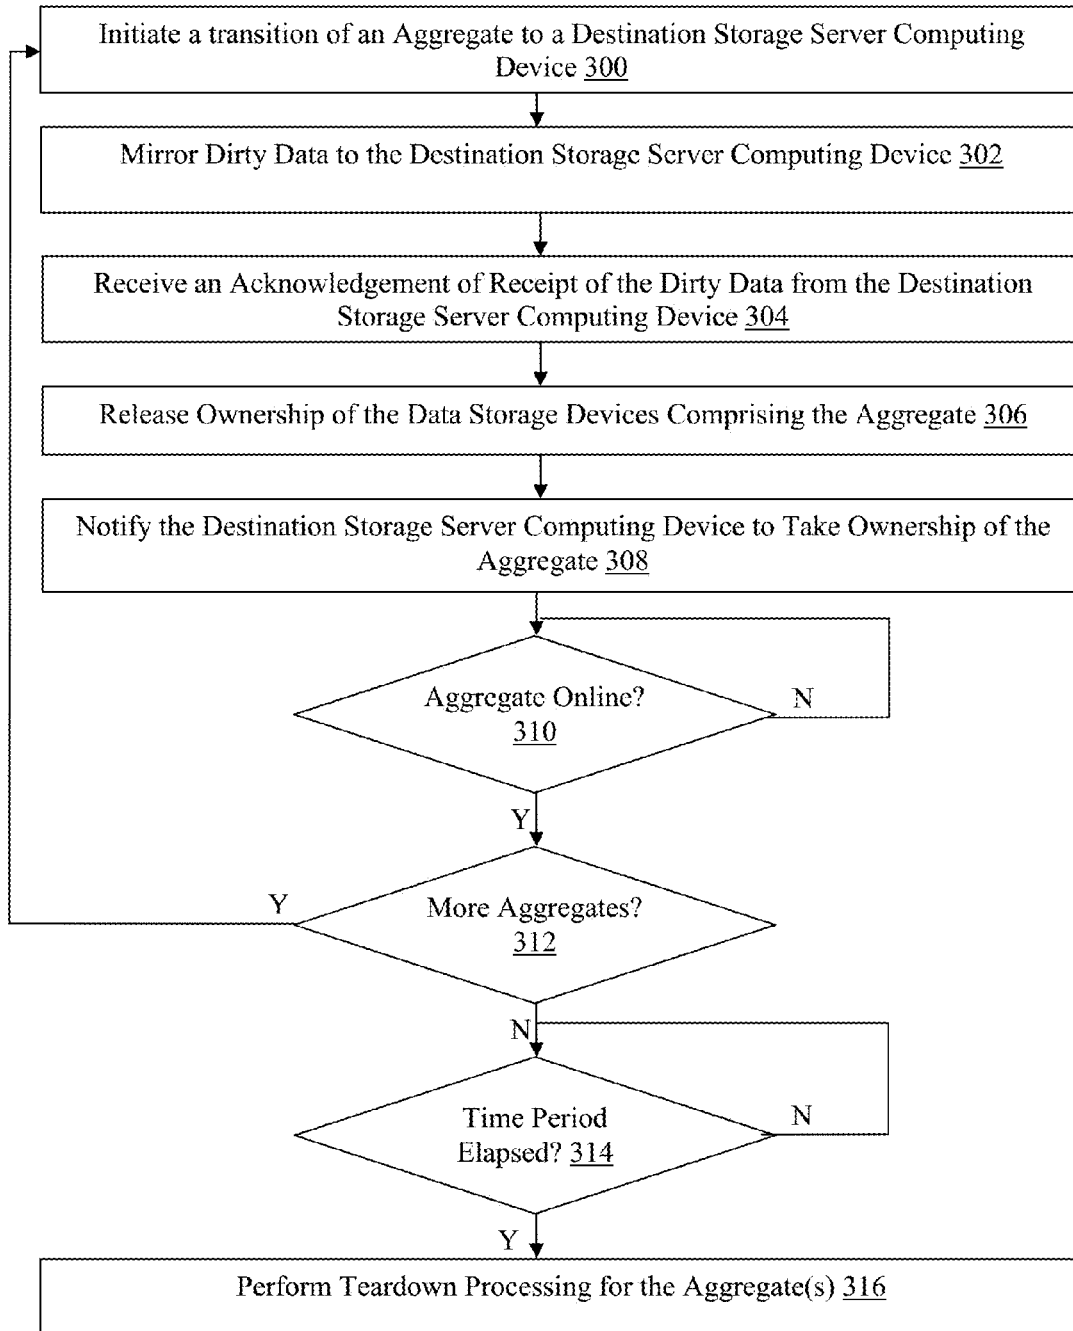 Initiate a transition of an Aggregate to a Destination Storage Server Computing
Device 300
Mirror Dirty Data to the Destination Storage Server Computing Device 302
Receive an Acknowledgement of Receipt of the Dirty Data from the Destination
Storage Server Computing Device 304
Release Ownership of the Data Storage Devices Comprising the Aggregate 306
Notify the Destination Storage Server Computing Device to Take Ownership of the
Aggregate 308
Aggregate Online?
310
N
Y
More Aggregates?
312
Y
N
Time Period
Elapsed? 314
N
Y
Perform Teardown Processing for the Aggregate(s) 316